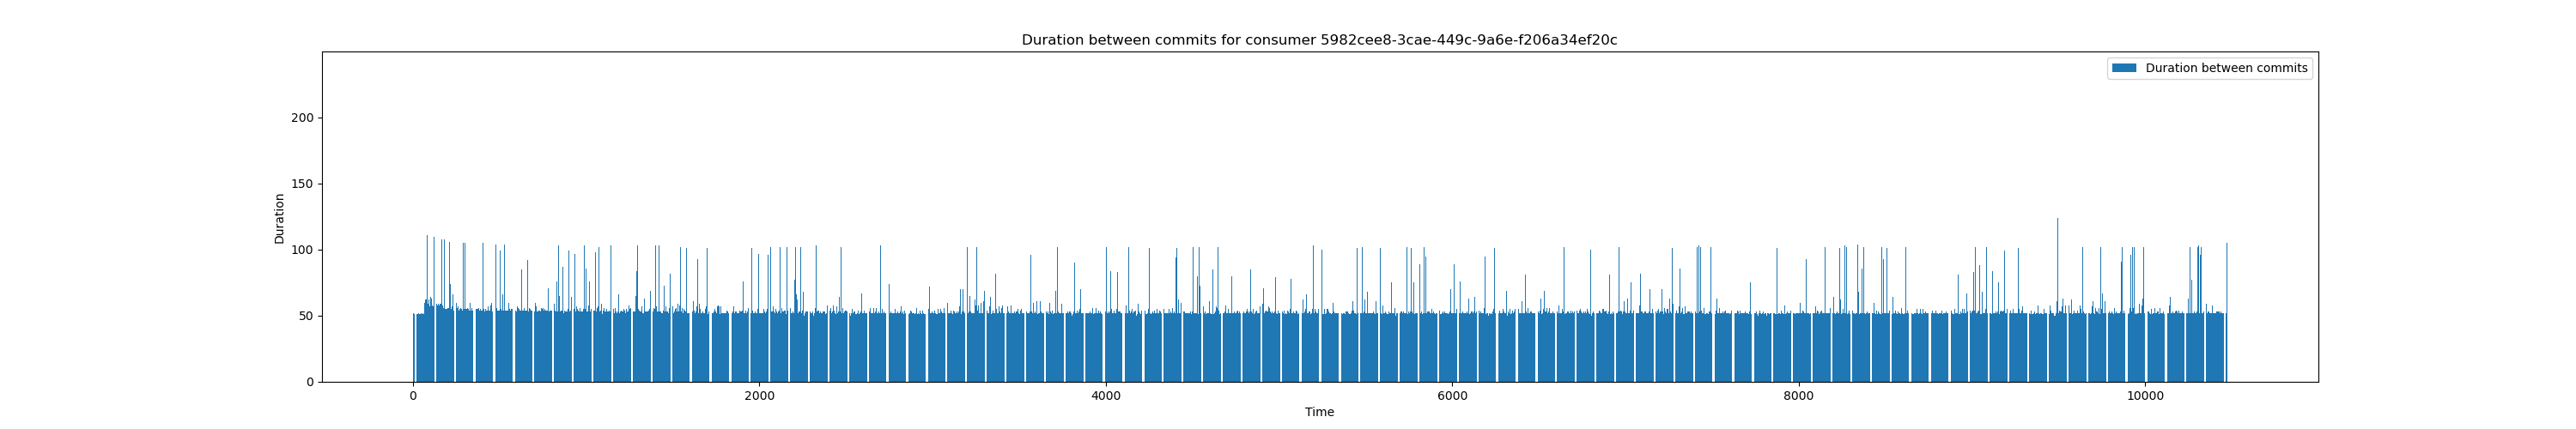 Duration between commits for consumer 5982cee8-3cae-449c-9a6e-f206a34ef20c
Duration between commits
200
150
100
50
0
Duration
0 2000 4000 6000 8000 10000
Time